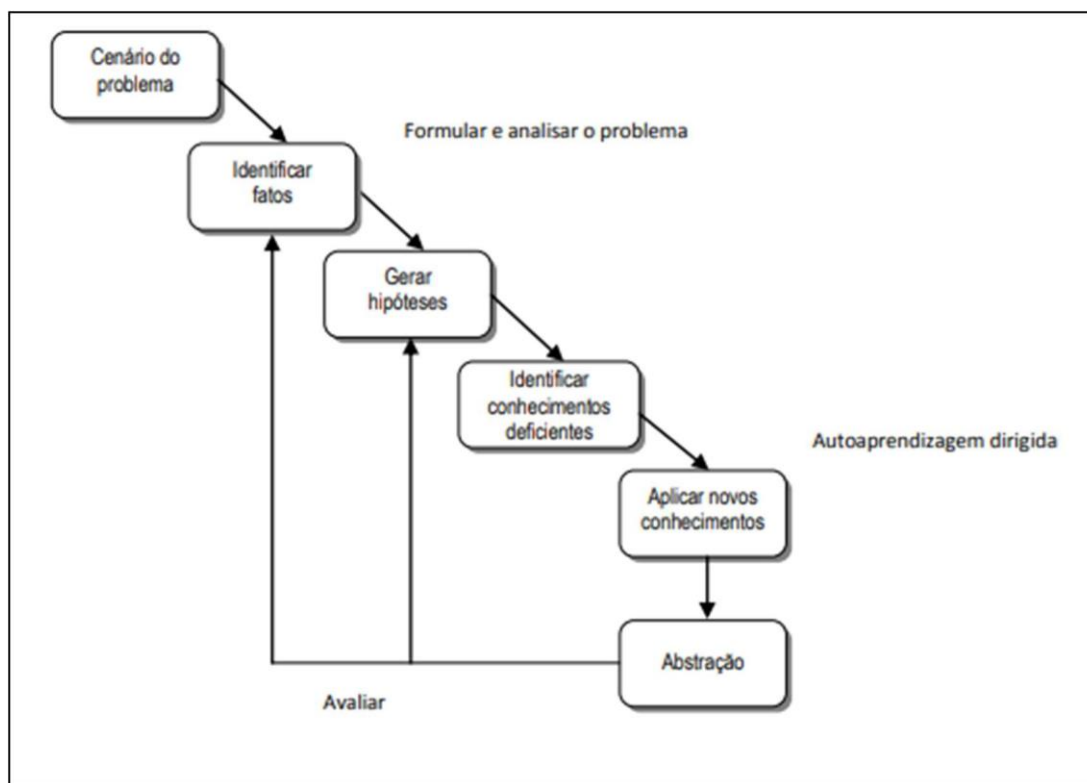 Cenário do
problema
Formular e analisar o problema
Identificar
fatos
Gerar
hipóteses
Identificar
conhecimentos
deficientes
Autoaprendizagem dirigida
Aplicar novos
conhecimentos
Abstração
Avaliar